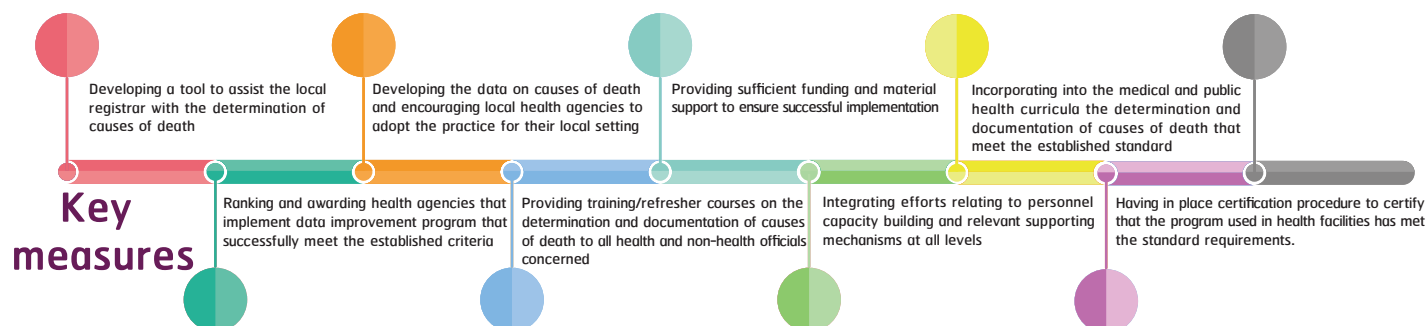 Developing a tool to assist the local
registrar with the determination of
causes of death
Developing the data on causes of death
and encouraging local health agencies to
adopt the practice for their local setting
Providing sufficient funding and material
support to ensure successful implementation
Incorporating into the medical and public
health curricula the determination and
documentation of causes of death that
meet the established standard
Key
measures
Ranking and awarding health agencies that
implement data improvement program that
successfully meet the established criteria
Providing training/refresher courses on the
determination and documentation of causes
of death to all health and non-health officials
concerned
Integrating efforts relating to personnel
capacity building and relevant supporting
mechanisms at all levels
Having in place certification procedure to certify
that the program used in health facilities has met
the standard requirements.